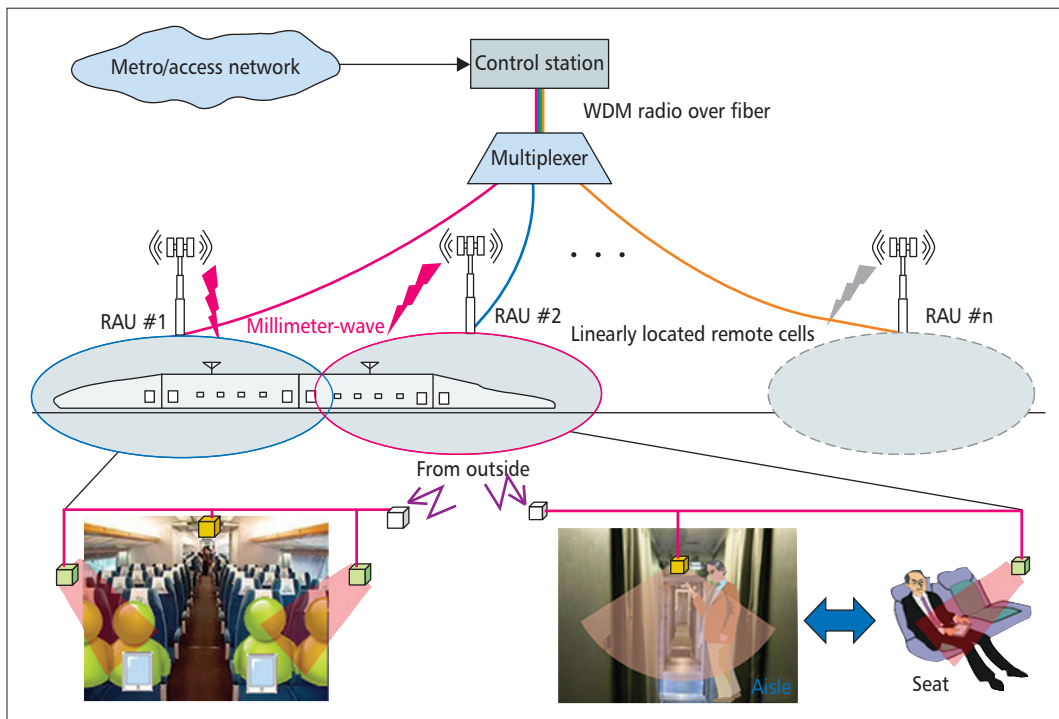 Metro/access network
Control station
WDM radio over fiber
Multiplexer
. . .
RAU #1
Millimeter-wave
RAU #2
Linearly located remote cells
RAU #n
From outside
Aisle
Seat